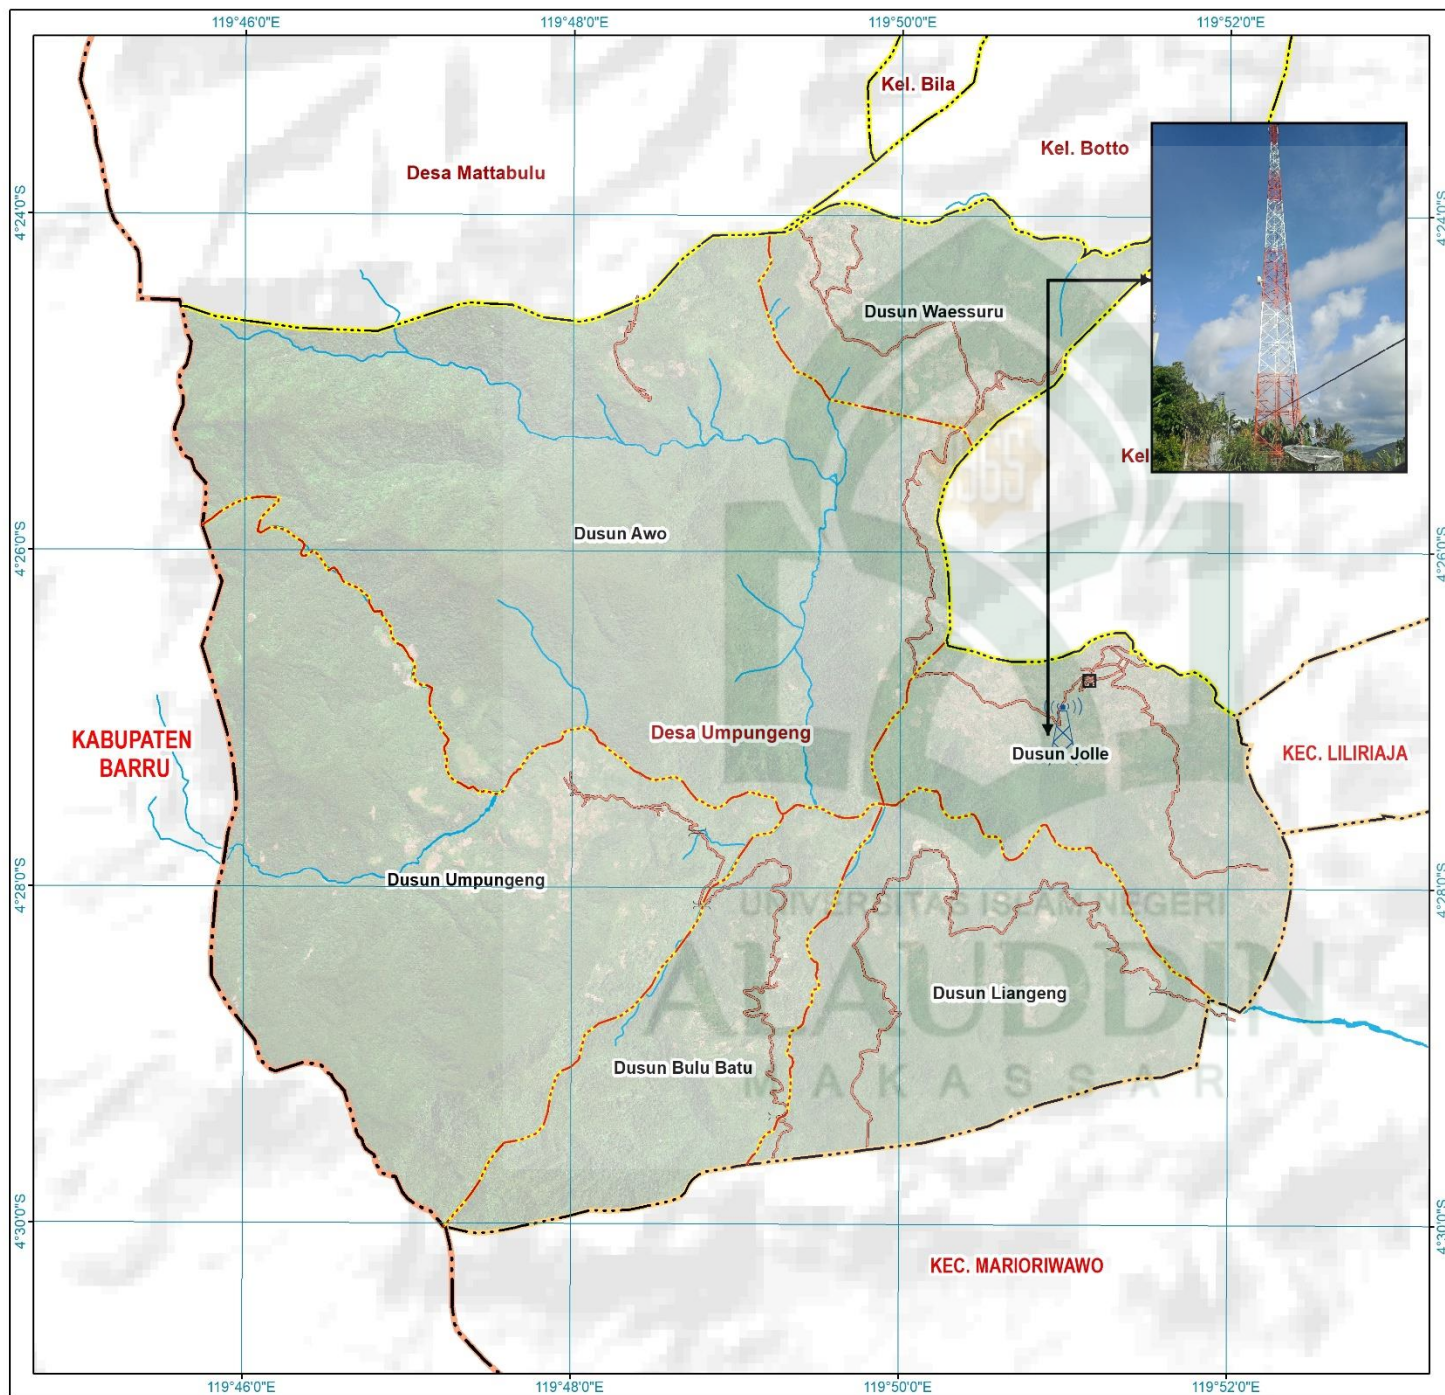 119°46'0"E
119°48'0"E
119°50'0"E
119°52'0"E
Kel. Bila
Kel. Botto
Desa Mattabulu
4°24'0"S
4°24'0"S
Dusun Waessuru
Kel
Dusun Awo
4°26'0"S
4°26'0"S
Desa Umpungeng
KABUPATEN
BARRU
Dusun Jolle
KEC. LILIRIAJA
Dusun Umpungeng
4°28'0"S
4°28'0"S
UNIVERSITAS ISLAM NEGERI
ALAUDDIN
Dusun Liangeng
Dusun Bulu Batu
MAKASSAR
4°30'0"S
4°30'0"S
KEC. MARIORIWAWO
119°46'0"E
119°48'0"E
119°50'0"E
119°52'0"E